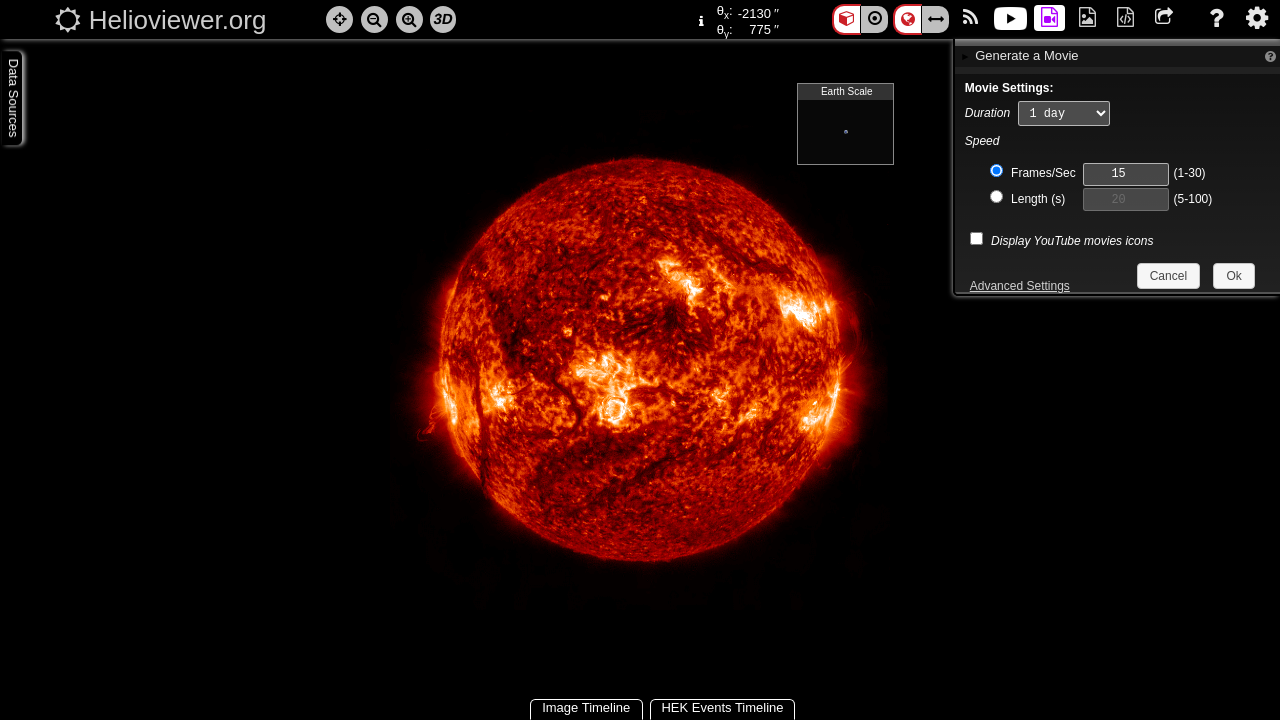 Helioviewer.org
3D
θx: -2130 ″
θy: 775 ″
Data Sources
Earth Scale
Generate a Movie
Movie Settings:
Duration 1 day
Speed
Frames/Sec 15 (1-30)
Length (s) 20 (5-100)
Display YouTube movies icons
Advanced Settings
Cancel
Ok
Image Timeline
HEK Events Timeline